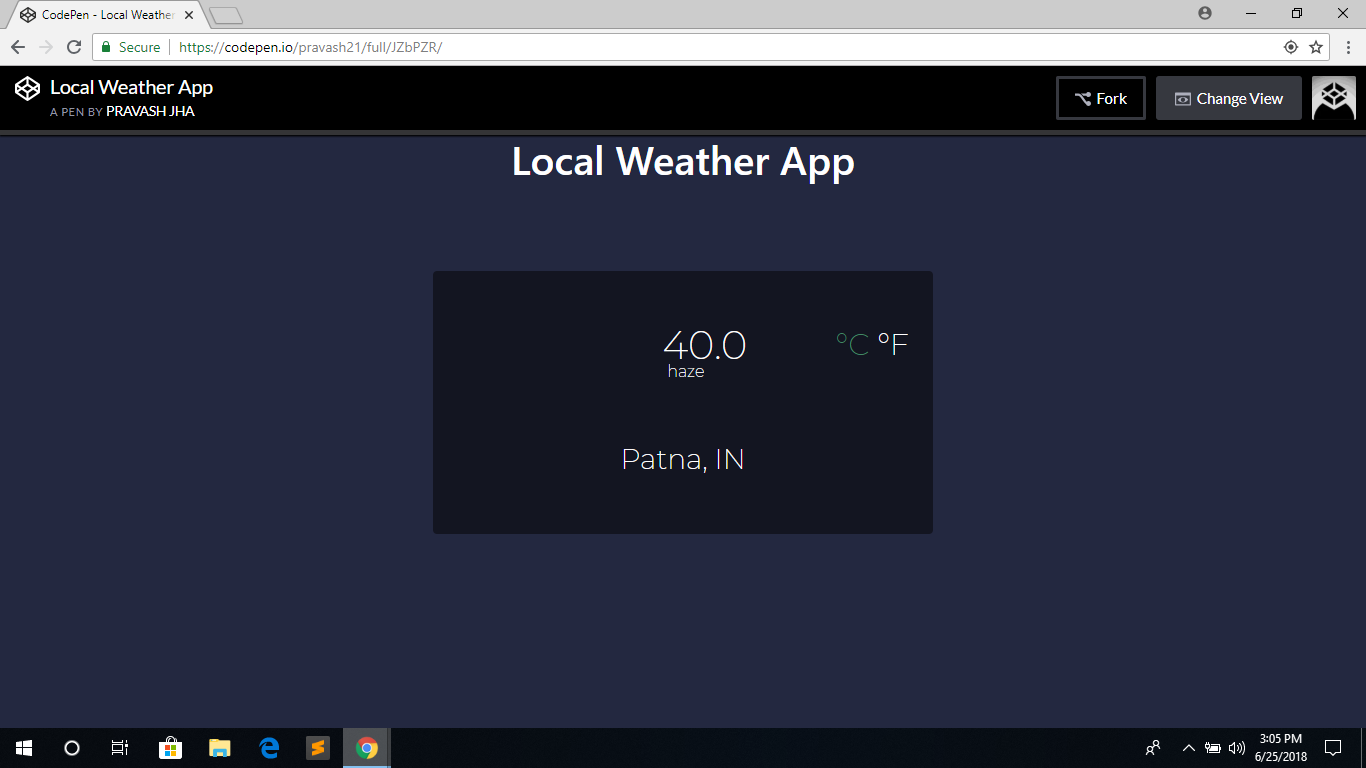 CodePen - Local Weather
Secure
https://codepen.io/pravash21/full/JZbPZR/
Local Weather App
A PEN BY PRAVASH JHA
Fork
Change View
Local Weather App
40.0
°C °F
haze
Patna, IN
3:05 PM
6/25/2018